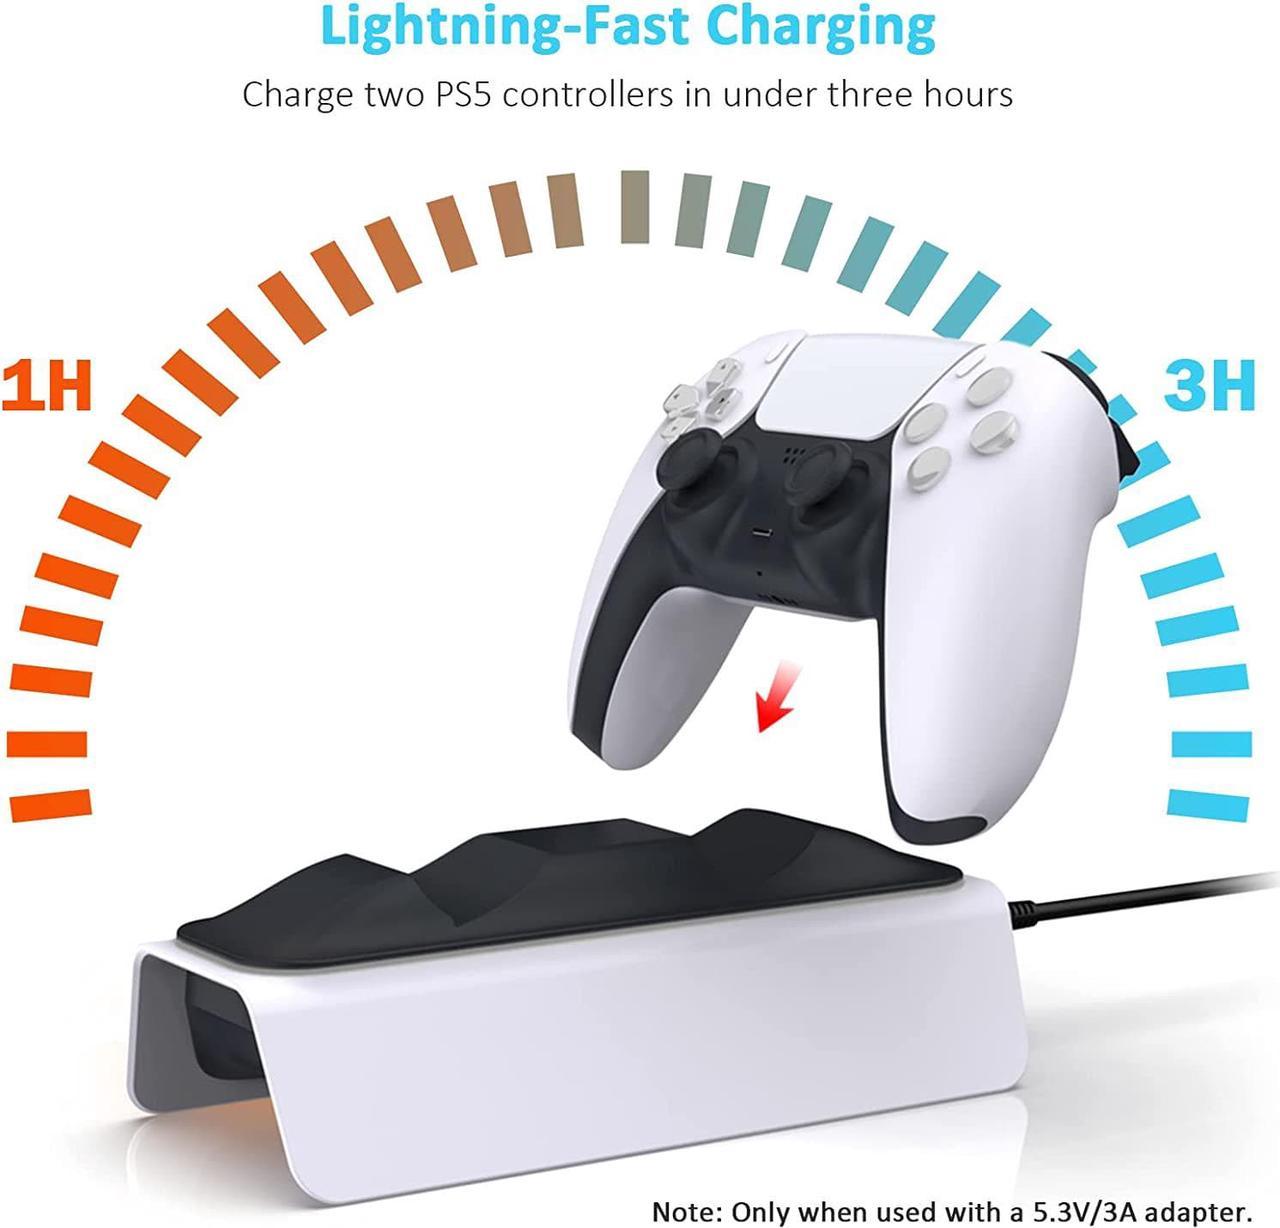 Lightning-Fast Charging
Charge two PS5 controllers in under three hours
1H
3H
Note: Only when used with a 5.3V/3A adapter.